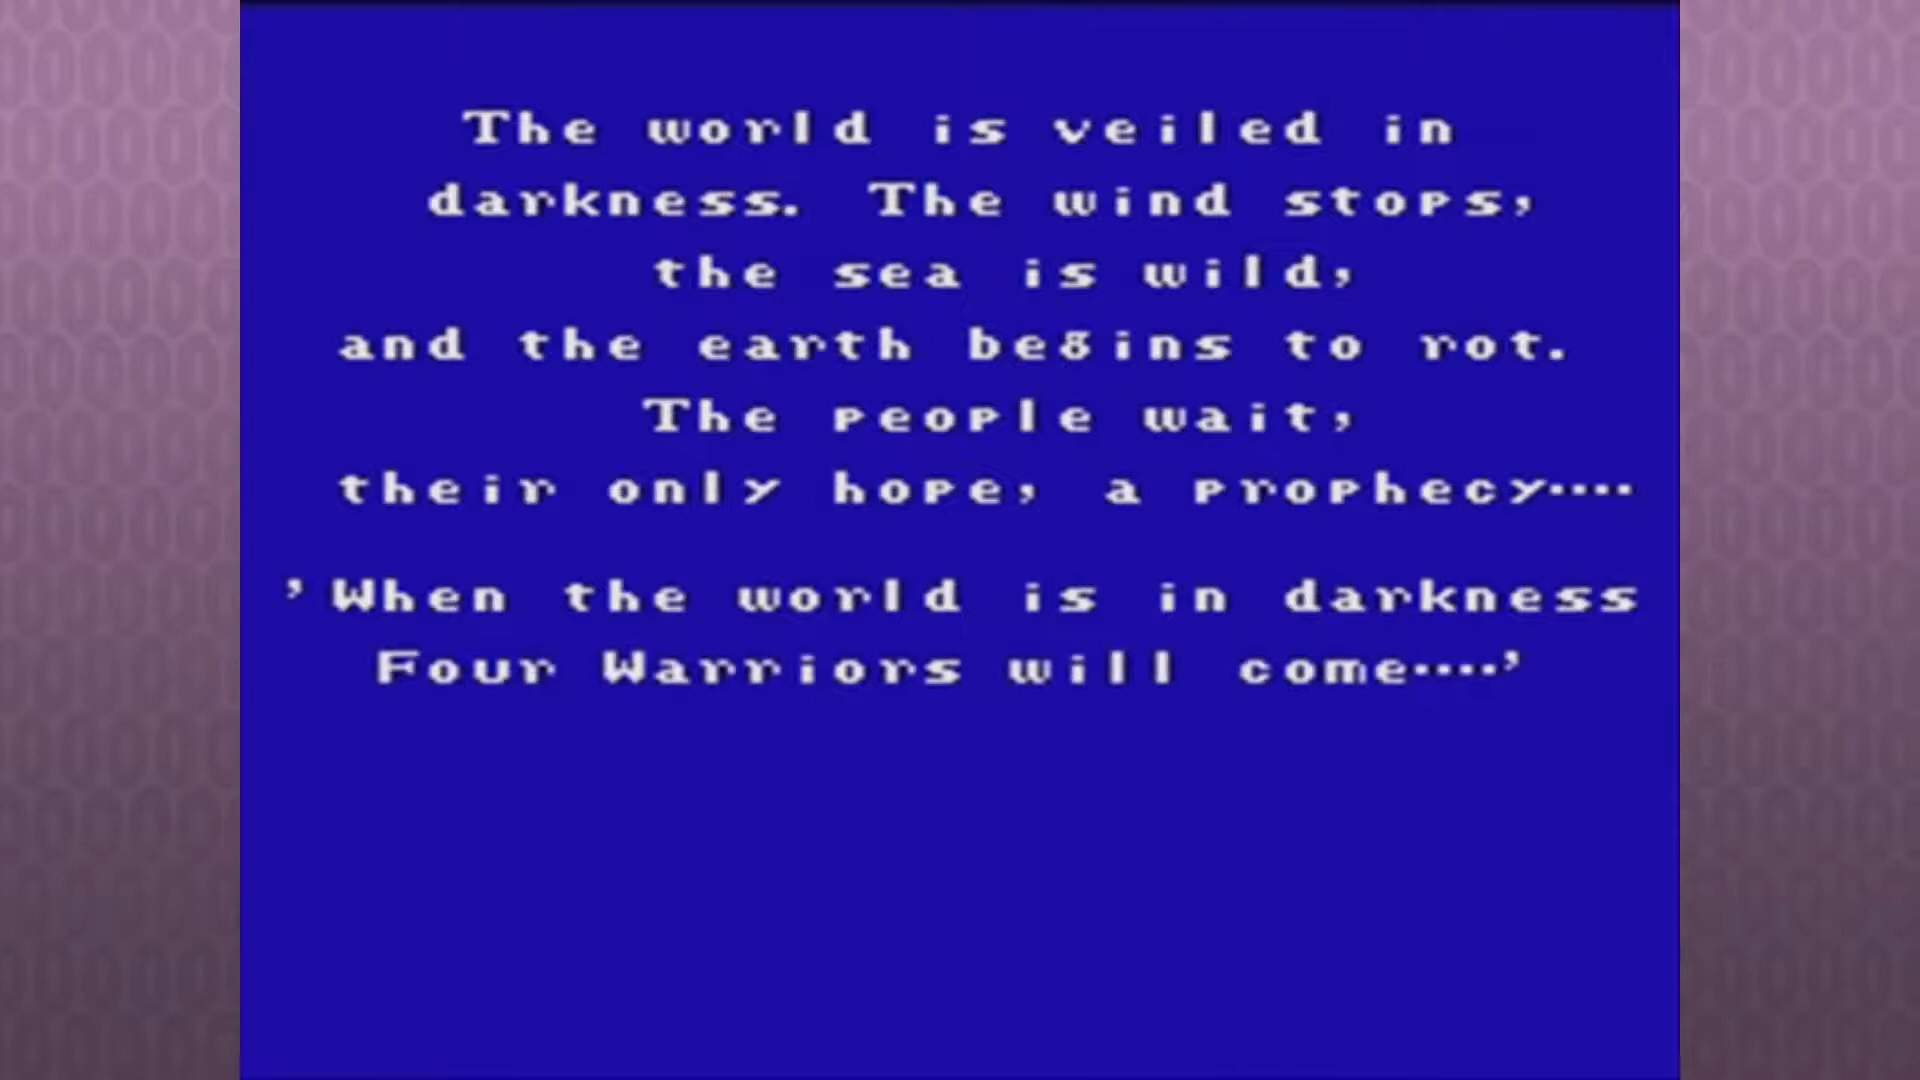 The world is veiled in
darkness. The wind stops,
the sea is wild,
and the earth begins to rot.
The people wait,
their only hope, a prophecy....
'When the world is in darkness
Four Warriors will come....'